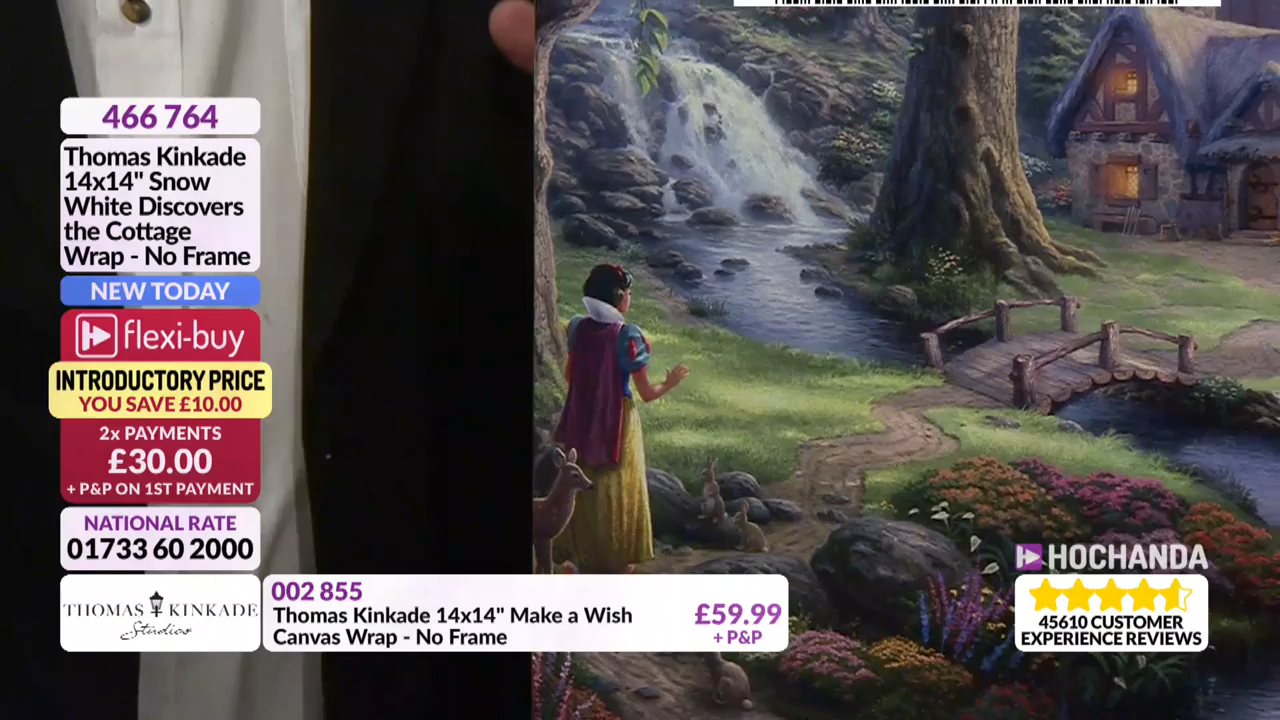 466 764
Thomas Kinkade
14x14" Snow
White Discovers
the Cottage
Wrap - No Frame
NEW TODAY
flexi-buy
INTRODUCTORY PRICE
YOU SAVE £10.00
2x PAYMENTS
£30.00
+ P&P ON 1ST PAYMENT
NATIONAL RATE
01733 60 2000
THOMAS KINKADE
Studios
002 855
Thomas Kinkade 14x14" Make a Wish
Canvas Wrap - No Frame
£59.99
+ P&P
HOCHANDA
45610 CUSTOMER
EXPERIENCE REVIEWS